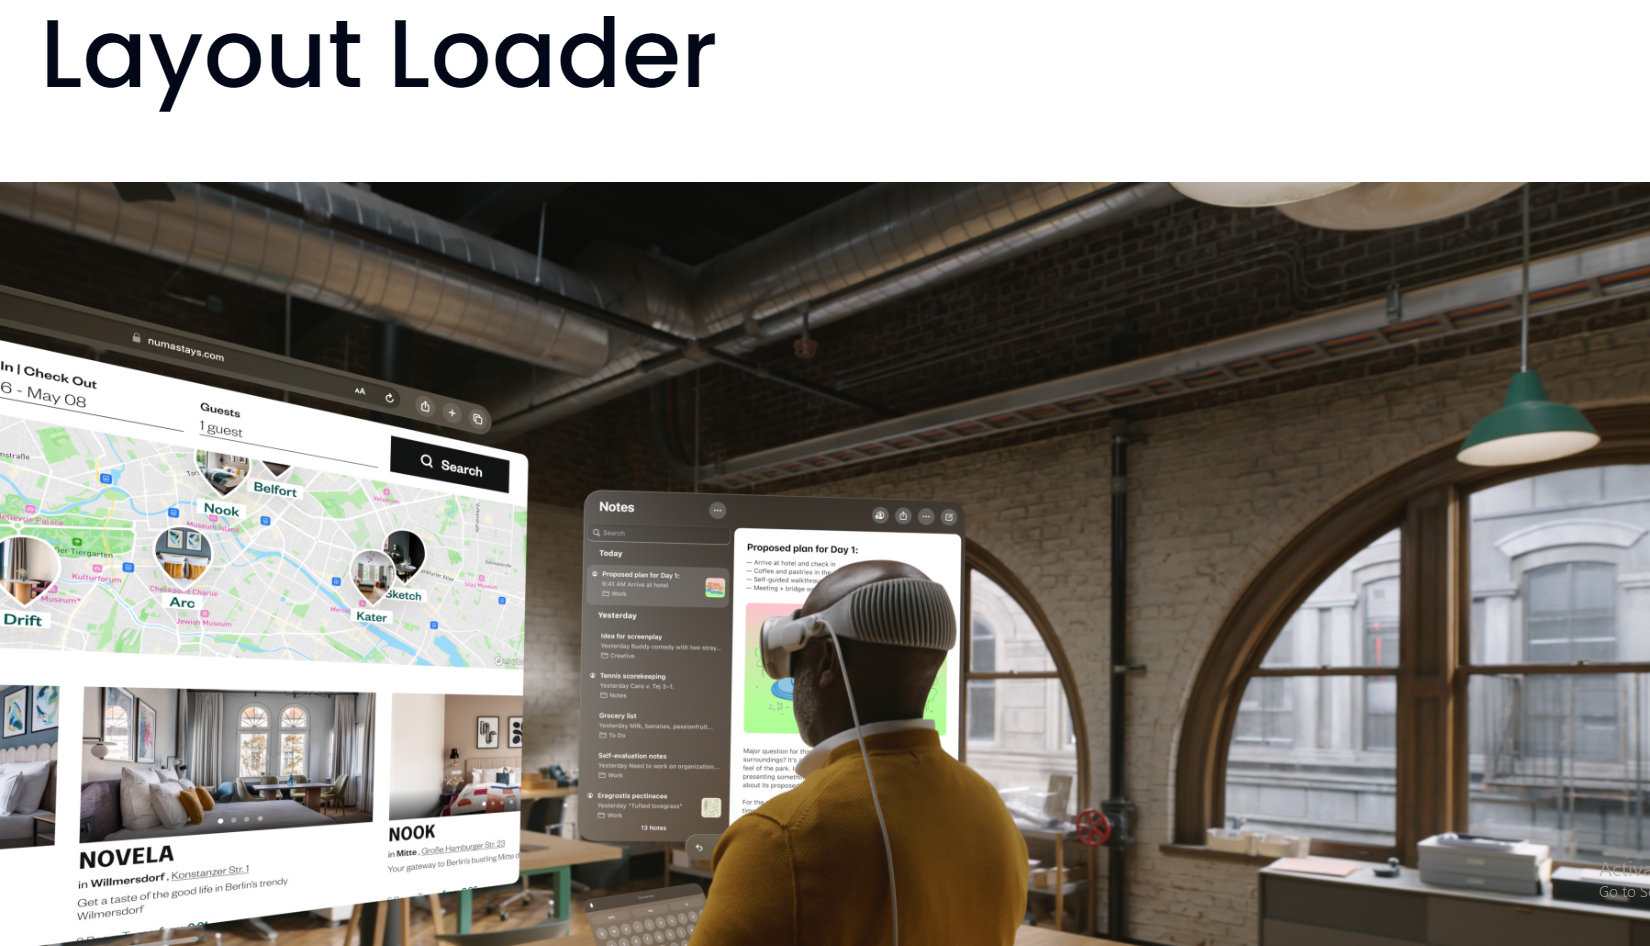 Layout Loader
numastays.com
AA
In | Check Out
6 - May 08
Guests
1 guest
Search
Belfort
Nook
Museum Island
Tiergarten
Kulturforum
Museum*
Checkpoint Charlie
Arc
Jewish Museum
Drift
Sketch
Kater
NOVELA
in Willmersdorf , Konstanzer Str. 1
Get a taste of the good life in Berlin's trendy
Wilmersdorf
NOOK
in Mitte , Große Hamburger Str. 23
Your gateway to Berlin's bustling Mitte
Notes
Search
Today
Proposed plan for Day 1:
9:41 AM Arrive at hotel
Work
Yesterday
Idea for screenplay
Yesterday Buddy comedy with two stray...
Creative
Tennis scorekeeping
Yesterday Caro v. Tej 3–1.
Notes
Grocery list
Yesterday Milk, bananas, passionfruit...
To Do
Self-evaluation notes
Yesterday Need to work on organization...
Work
Eragrostis pectinacea
Yesterday "Tufted lovegrass"
Work
13 Notes
Proposed plan for Day 1:
— Arrive at hotel and check in
— Coffee and pastries in the
— Self-guided
— Meeting + bridge
Major question for
surroundings? It's
feel of the park.
presenting
about its
For the
Go to